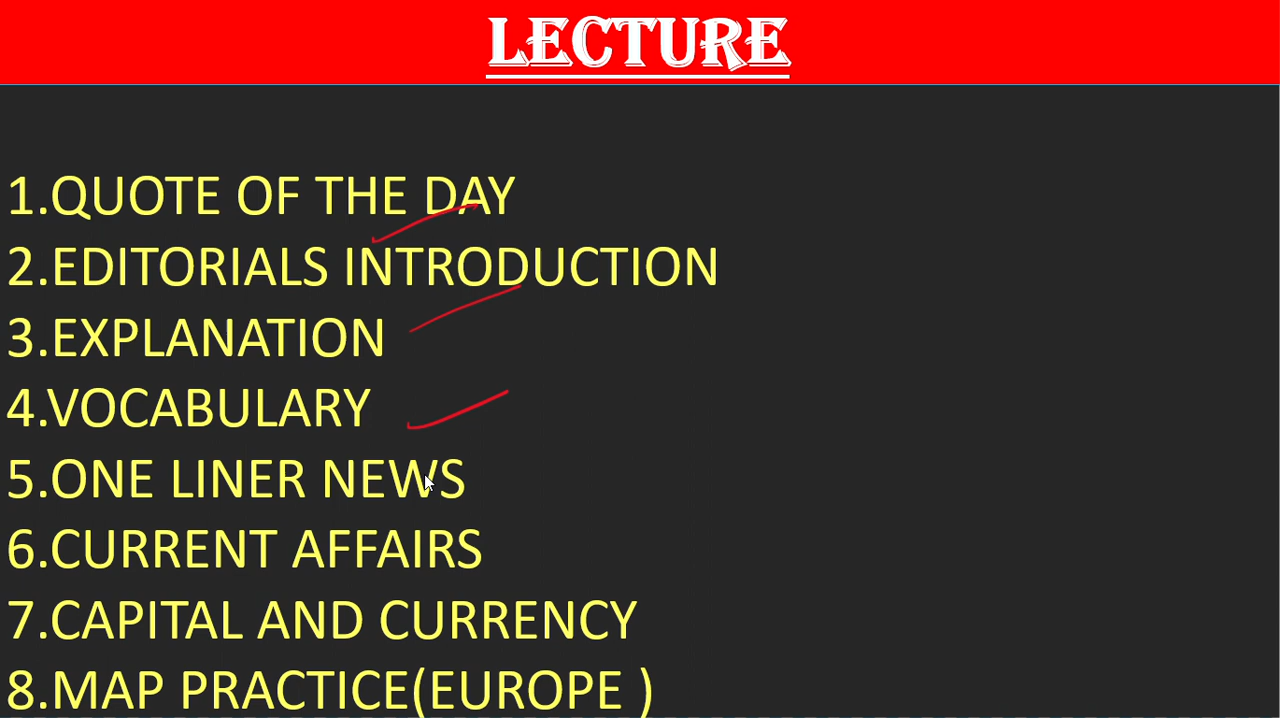 LECTURE
1.QUOTE OF THE DAY
2.EDITORIALS INTRODUCTION
3.EXPLANATION
4.VOCABULARY
5.ONE LINER NEWS
6.CURRENT AFFAIRS
7.CAPITAL AND CURRENCY
8.MAP PRACTICE(EUROPE )